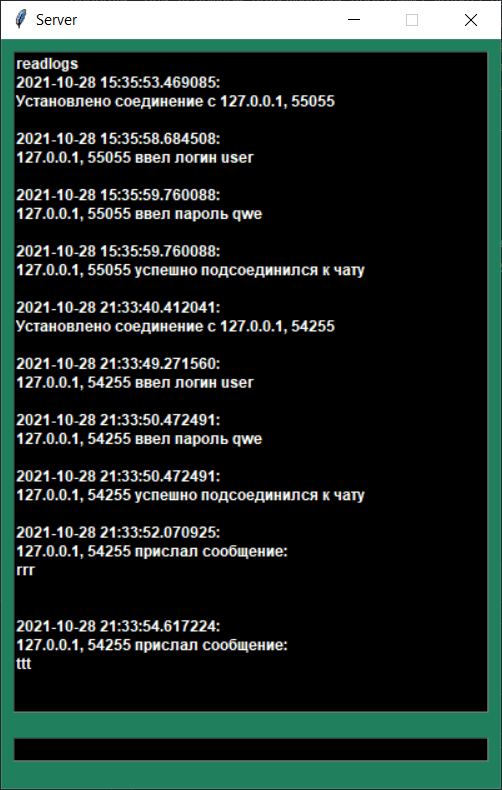 Server
readlogs
2021-10-28 15:35:53.469085:
Установлено соединение с 127.0.0.1, 55055
2021-10-28 15:35:58.684508:
127.0.0.1, 55055 ввел логин user
2021-10-28 15:35:59.760088:
127.0.0.1, 55055 ввел пароль qwe
2021-10-28 15:35:59.760088:
127.0.0.1, 55055 успешно подсоединился к чату
2021-10-28 21:33:40.412041:
Установлено соединение с 127.0.0.1, 54255
2021-10-28 21:33:49.271560:
127.0.0.1, 54255 ввел логин user
2021-10-28 21:33:50.472491:
127.0.0.1, 54255 ввел пароль qwe
2021-10-28 21:33:50.472491:
127.0.0.1, 54255 успешно подсоединился к чату
2021-10-28 21:33:52.070925:
127.0.0.1, 54255 прислал сообщение:
rrr
2021-10-28 21:33:54.617224:
127.0.0.1, 54255 прислал сообщение:
ttt